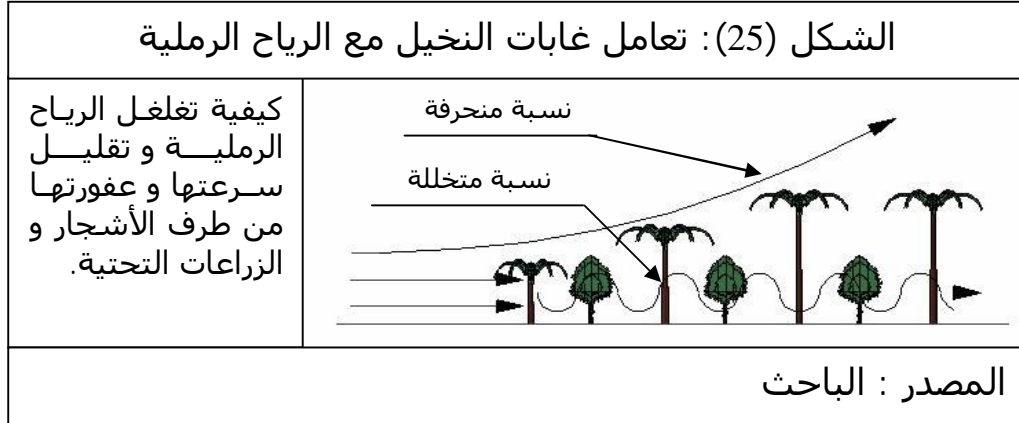 الشكل (25): تعامل غابات النخيل مع الرياح الرملية
كيفية تغلغل الرياح
الرملية و تقليل
سرعتها و عفورتها
من طرف الأشجار و
الزراعات التحتية.
نسبة منحرفة
نسبة متخللة
المصدر : الباحث